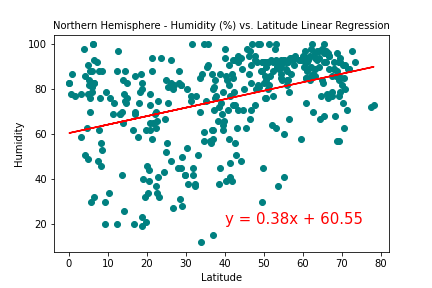 Northern Hemisphere - Humidity (%) vs. Latitude Linear Regression
100
80
60
40
20
Humidity
y = 0.38x + 60.55
0 10 20 30 40 50 60 70 80
Latitude